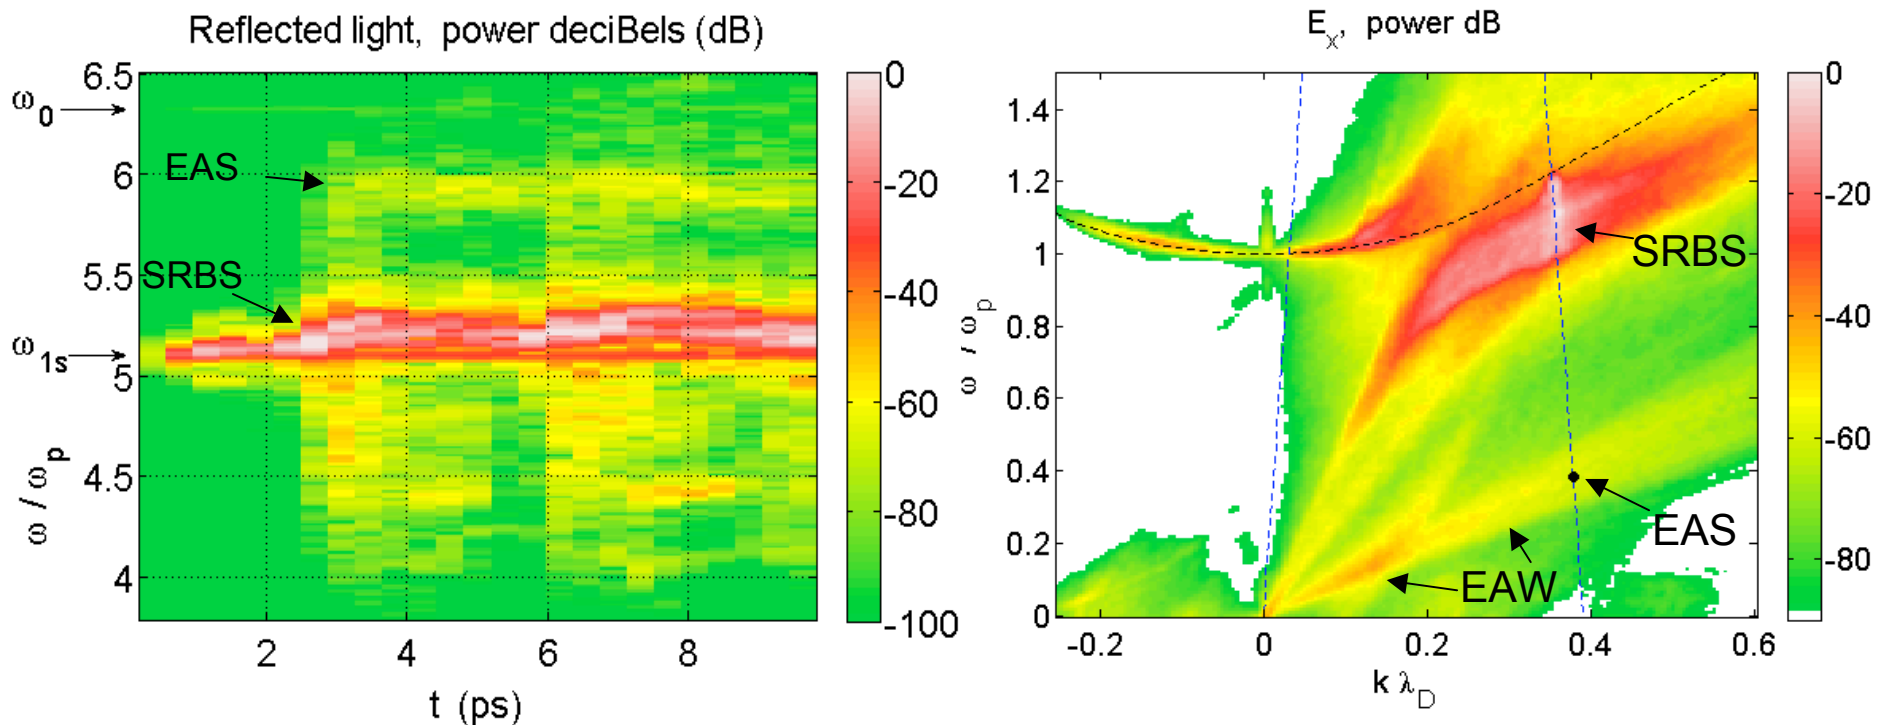 Reflected light, power deciBels (dB)
6.5
ω0
6
5.5
ω1s
5
4.5
4
ω / ωp
EAS
SRBS
2
4
6
8
t (ps)
0
-20
-40
-60
-80
-100
Ex, power dB
1.4
1.2
1
0.8
0.6
0.4
0.2
0
ω / ωp
SRBS
EAS
EAW
-0.2
0
0.2
0.4
0.6
k λD
0
-20
-40
-60
-80